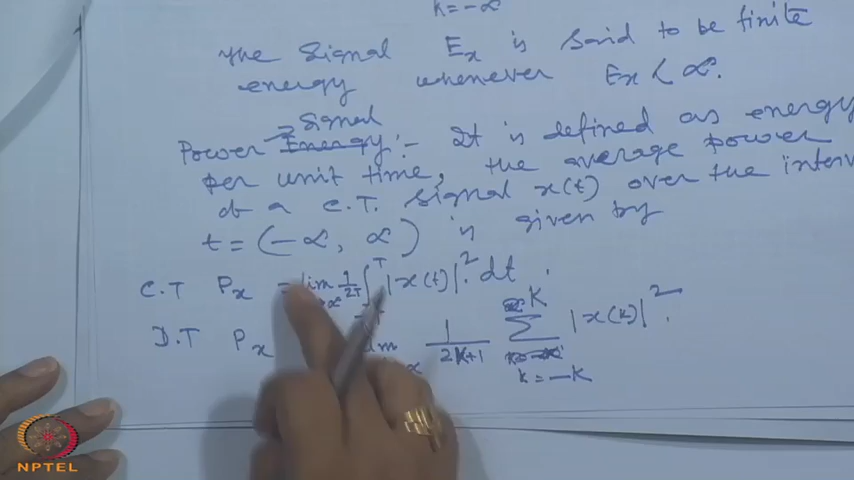 k=-∞
The Signal Ex is said to be finite
energy whenever Ex < ∞.
Signal
Power Energy :- It is defined as energy
per unit time, the average power
of a C.T. signal x(t) over the interv
t = (-∞, ∞) is given by
C.T Px = lim 1/2T ∫ T |x(t)|² dt.
D.T Px lim 1/2K+1 Σ K k=-K |x(k)|².
NPTEL